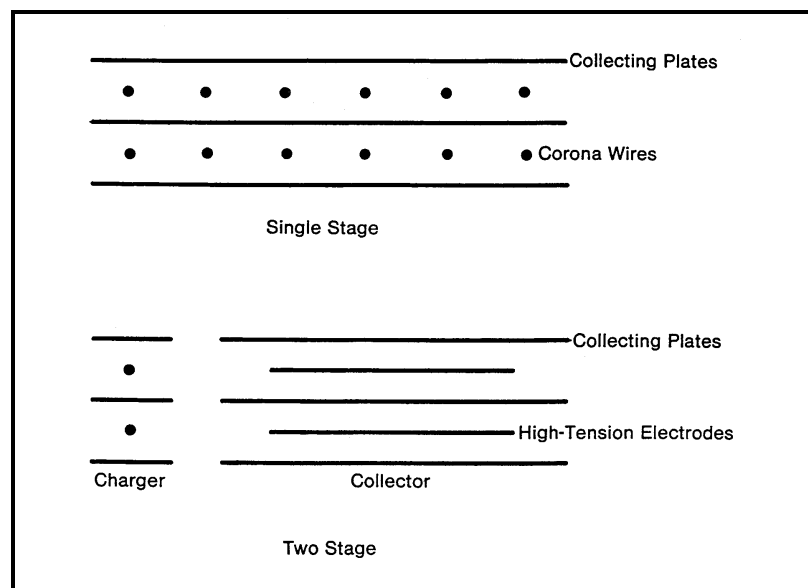 Collecting Plates
Corona Wires
Single Stage
Collecting Plates
High-Tension Electrodes
Charger
Collector
Two Stage